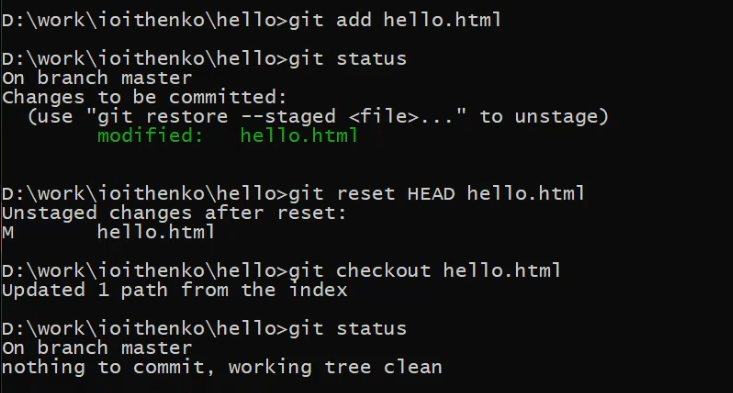 D:\work\ioithenko\hello>git add hello.html
D:\work\ioithenko\hello>git status
On branch master
Changes to be committed:
  (use "git restore --staged <file>..." to unstage)
        modified:   hello.html
D:\work\ioithenko\hello>git reset HEAD hello.html
Unstaged changes after reset:
M       hello.html
D:\work\ioithenko\hello>git checkout hello.html
Updated 1 path from the index
D:\work\ioithenko\hello>git status
On branch master
nothing to commit, working tree clean